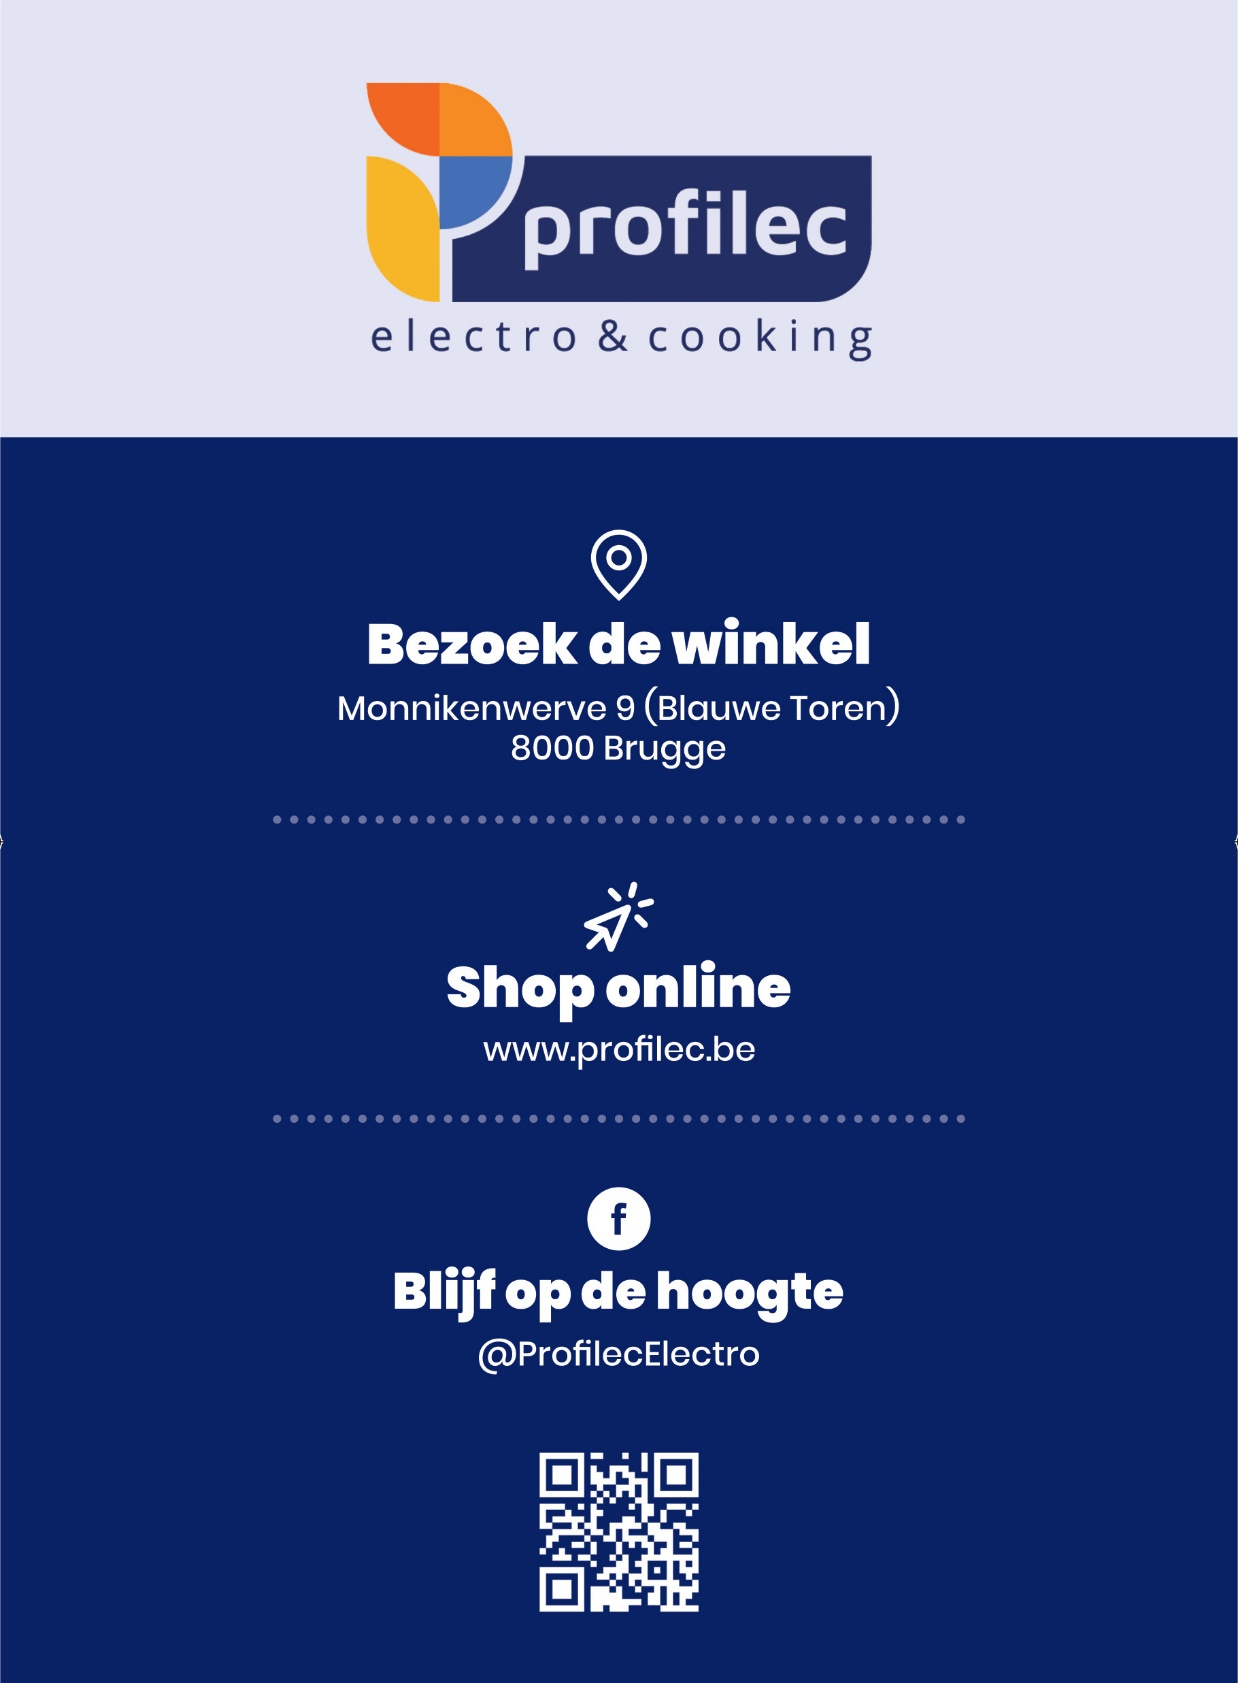 profilec
electro & cooking
Bezoek de winkel
Monnikenwerve 9 (Blauwe Toren)
8000 Brugge
Shop online
www.profilec.be
f
Blijf op de hoogte
@ProfilecElectro